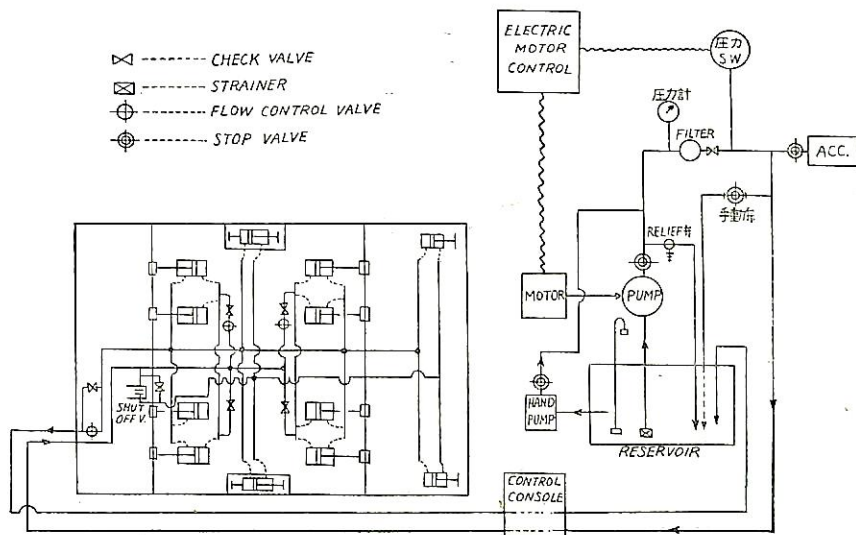 CHECK VALVE
STRAINER
FLOW CONTROL VALVE
STOP VALVE
ELECTRIC
MOTOR
CONTROL
圧力
SW
圧力計
FILTER
ACC.
手動弁
RELIEF弁
MOTOR
PUMP
HAND
PUMP
RESERVOIR
SHUT
OFF V.
CONTROL
CONSOLE